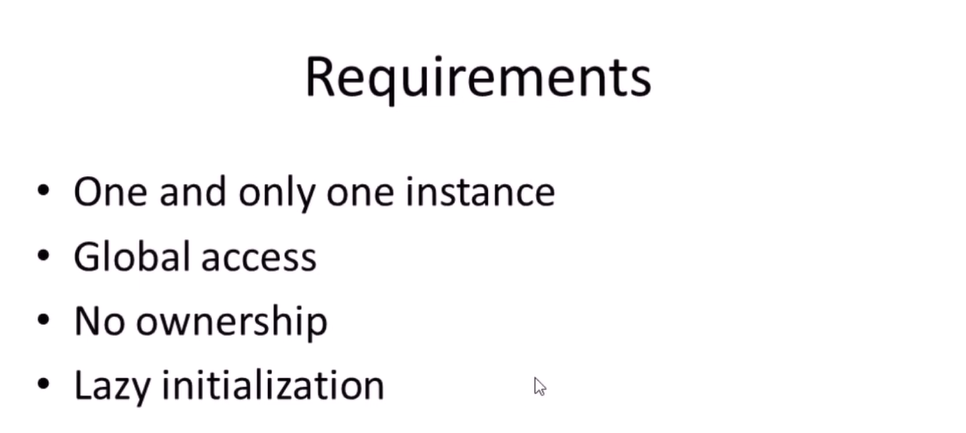 Requirements
• One and only one instance
• Global access
• No ownership
• Lazy initialization